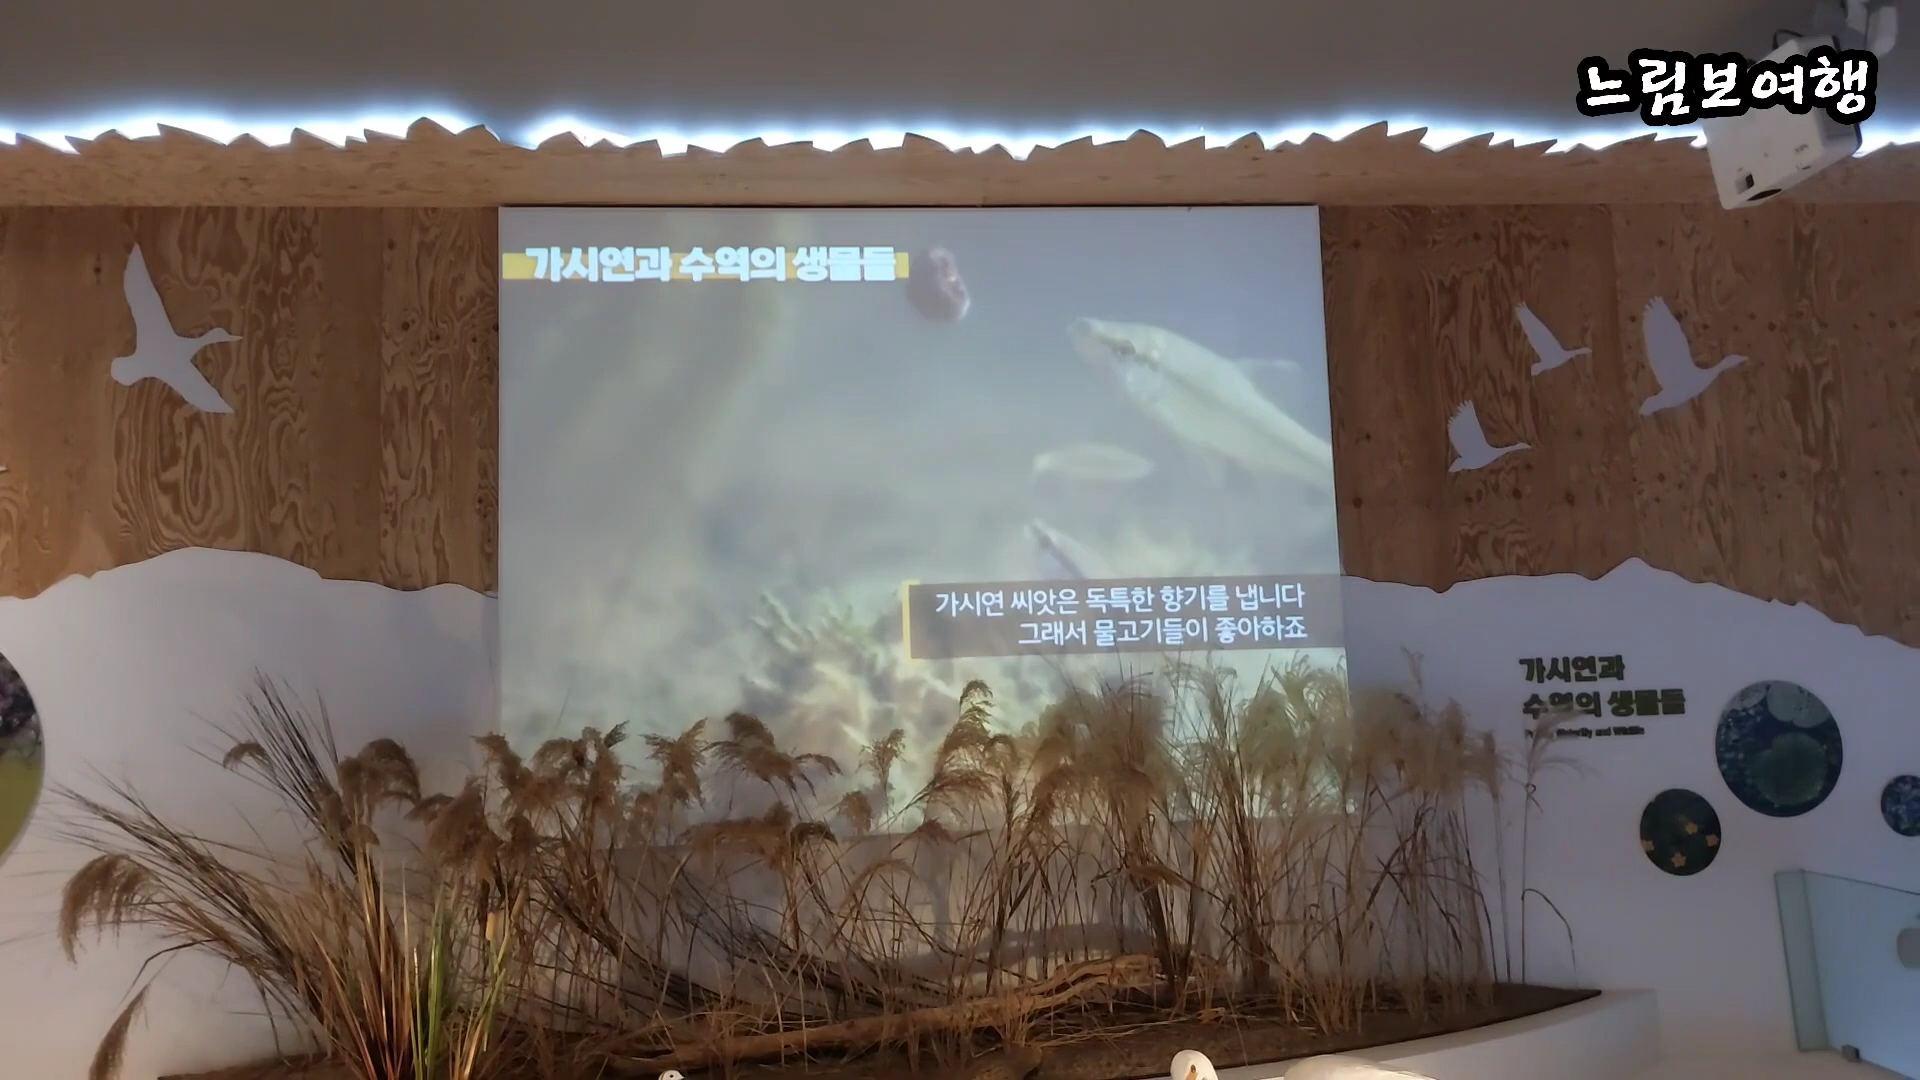 느림보여행
가시연과 수역의 생물들
가시연 씨앗은 독특한 향기를 냅니다
그래서 물고기들이 좋아하죠
가시연과
수역의 생물들
and Wildlife